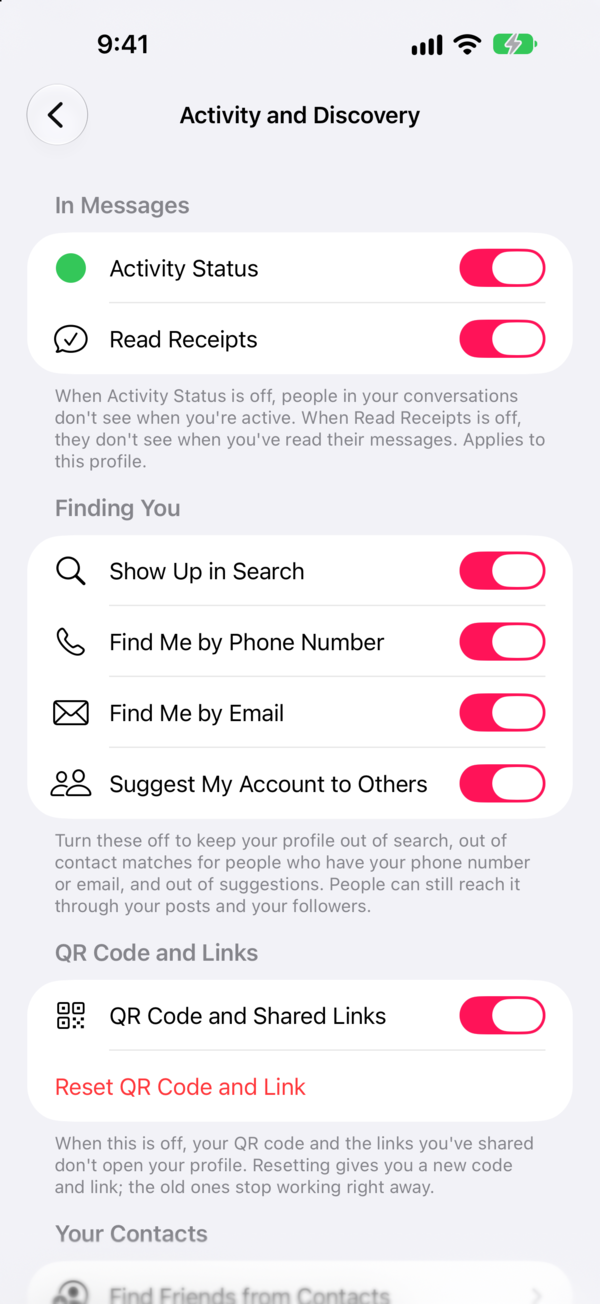 9:41
Activity and Discovery
In Messages
Activity Status
Read Receipts
When Activity Status is off, people in your conversations
don't see when you're active. When Read Receipts is off,
they don't see when you've read their messages. Applies to
this profile.
Finding You
Show Up in Search
Find Me by Phone Number
Find Me by Email
Suggest My Account to Others
Turn these off to keep your profile out of search, out of
contact matches for people who have your phone number
or email, and out of suggestions. People can still reach it
through your posts and your followers.
QR Code and Links
QR Code and Shared Links
Reset QR Code and Link
When this is off, your QR code and the links you've shared
don't open your profile. Resetting gives you a new code
and link; the old ones stop working right away.
Your Contacts
Find Friends from Contacts